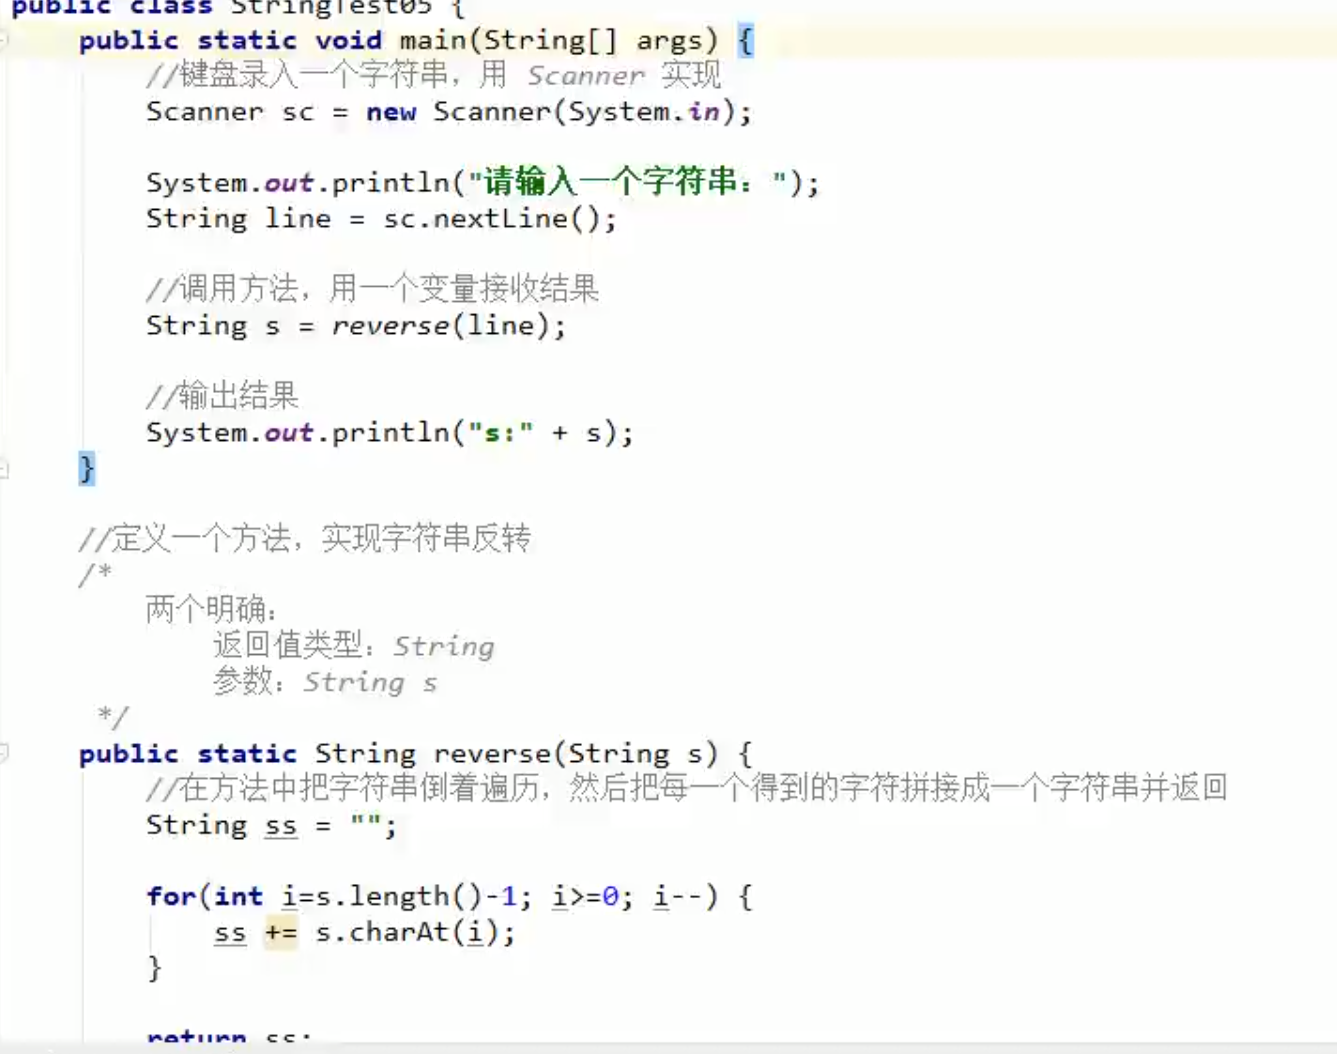 public class StringTest05 {
    public static void main(String[] args) {
        //键盘录入一个字符串，用 Scanner 实现
        Scanner sc = new Scanner(System.in);

        System.out.println("请输入一个字符串：");
        String line = sc.nextLine();

        //调用方法，用一个变量接收结果
        String s = reverse(line);

        //输出结果
        System.out.println("s:" + s);
    }

    //定义一个方法，实现字符串反转
    /*
        两个明确：
            返回值类型：String
            参数：String s
     */
    public static String reverse(String s) {
        //在方法中把字符串倒着遍历，然后把每一个得到的字符拼接成一个字符串并返回
        String ss = "";

        for(int i=s.length()-1; i>=0; i--) {
            ss += s.charAt(i);
        }

        return ss;